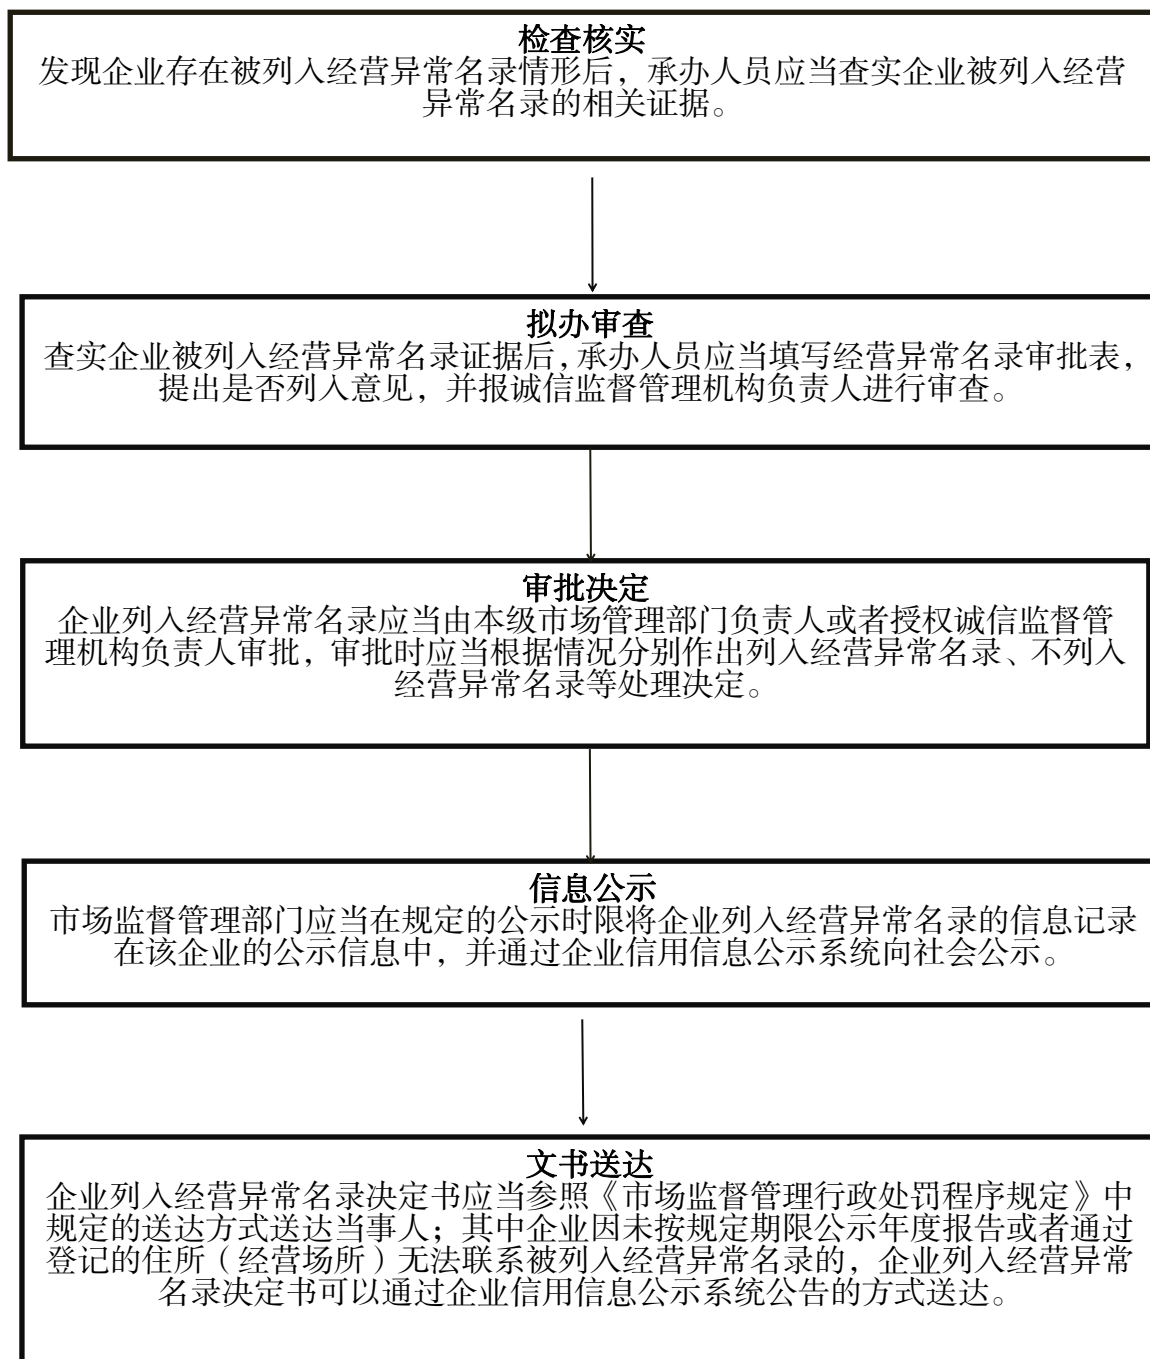 检查核实
发现企业存在被列入经营异常名录情形后，承办人员应当查实企业被列入经营
异常名录的相关证据。
拟办审查
查实企业被列入经营异常名录证据后，承办人员应当填写经营异常名录审批表，
提出是否列入意见，并报诚信监督管理机构负责人进行审查。
审批决定
企业列入经营异常名录应当由本级市场管理部门负责人或者授权诚信监督管
理机构负责人审批，审批时应当根据情况分别作出列入经营异常名录、不列入
经营异常名录等处理决定。
信息公示
市场监督管理部门应当在规定的公示时限将企业列入经营异常名录的信息记录
在该企业的公示信息中，并通过企业信用信息公示系统向社会公示。
文书送达
企业列入经营异常名录决定书应当参照《市场监督管理行政处罚程序规定》中
规定的送达方式送达当事人；其中企业因未按规定期限公示年度报告或者通过
登记的住所（经营场所）无法联系被列入经营异常名录的，企业列入经营异常
名录决定书可以通过企业信用信息公示系统公告的方式送达。